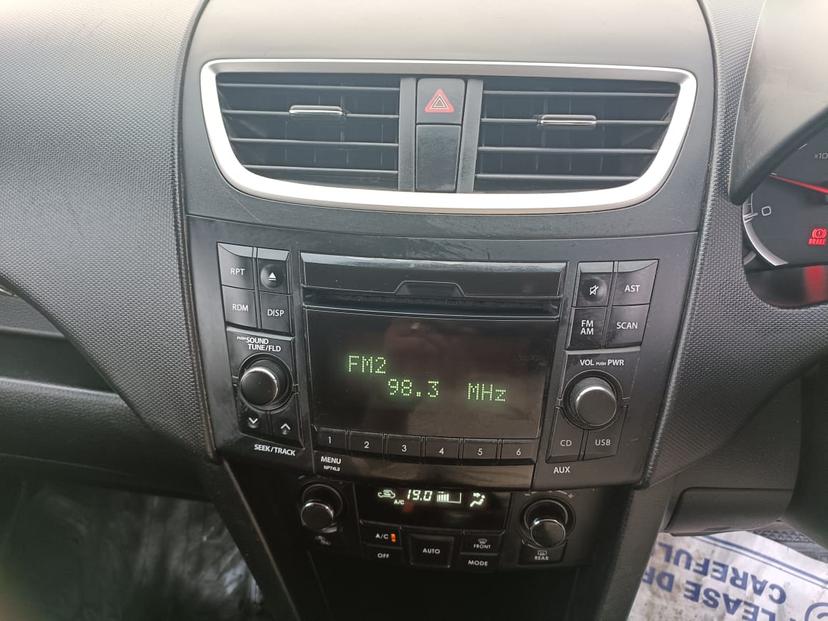 x10
0
BRAKE
RPT
RDM
DISP
PUSH SOUND
TUNE/FLD
SEEK/TRACK
AST
FM
AM
SCAN
VOL PUSH PWR
CD
USB
AUX
FM2
98.3 MHz
1 2 3 4 5 6
MENU
A/C 19.0
A/C
OFF
AUTO
FRONT
MODE
REAR
CAREFUL